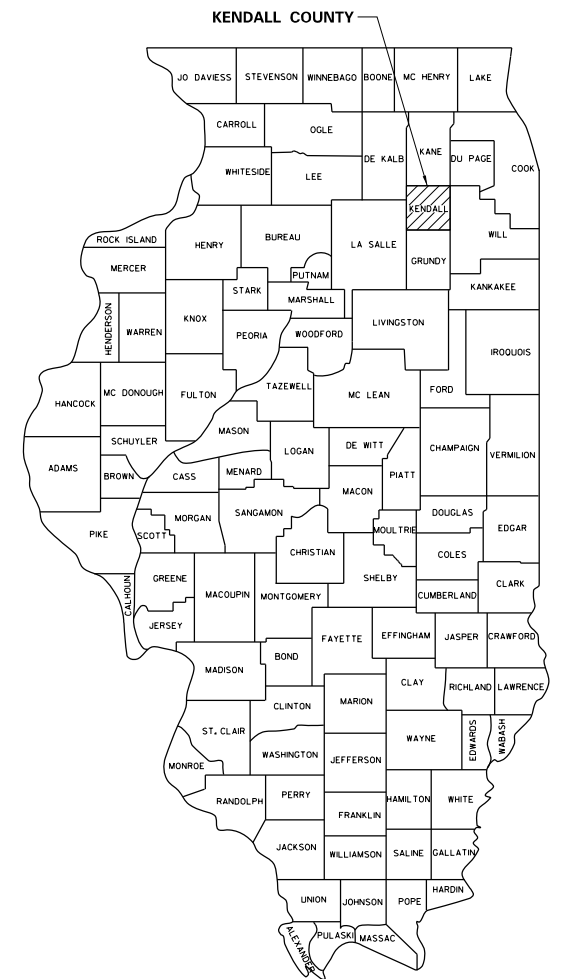 KENDALL COUNTY
JO DAVIESS STEVENSON WINNEBAGO BOONE MC HENRY LAKE
CARROLL OGLE
DE KALB KANE DU PAGE COOK
WHITESIDE LEE
KENDALL
ROCK ISLAND HENRY BUREAU LA SALLE WILL
MERCER PUTNAM GRUNDY
STARK MARSHALL KANKAKEE
HENDERSON WARREN KNOX PEORIA WOODFORD LIVINGSTON
IROQUOIS
HANCOCK MC DONOUGH FULTON TAZEWELL MC LEAN FORD
SCHUYLER MASON LOGAN DE WITT CHAMPAIGN VERMILION
ADAMS BROWN CASS MENARD PIATT
MACON
PIKE SCOTT MORGAN SANGAMON MOULTRIE DOUGLAS EDGAR
CHRISTIAN COLES
CALHOUN GREENE MACOUPIN MONTGOMERY SHELBY CUMBERLAND CLARK
JERSEY FAYETTE EFFINGHAM JASPER CRAWFORD
MADISON BOND
CLAY RICHLAND LAWRENCE
CLINTON MARION
ST. CLAIR WAYNE EDWARDS WABASH
MONROE WASHINGTON JEFFERSON
RANDOLPH PERRY HAMILTON WHITE
FRANKLIN
JACKSON WILLIAMSON SALINE GALLATIN
UNION JOHNSON POPE HARDIN
ALEXANDER PULASKI MASSAC